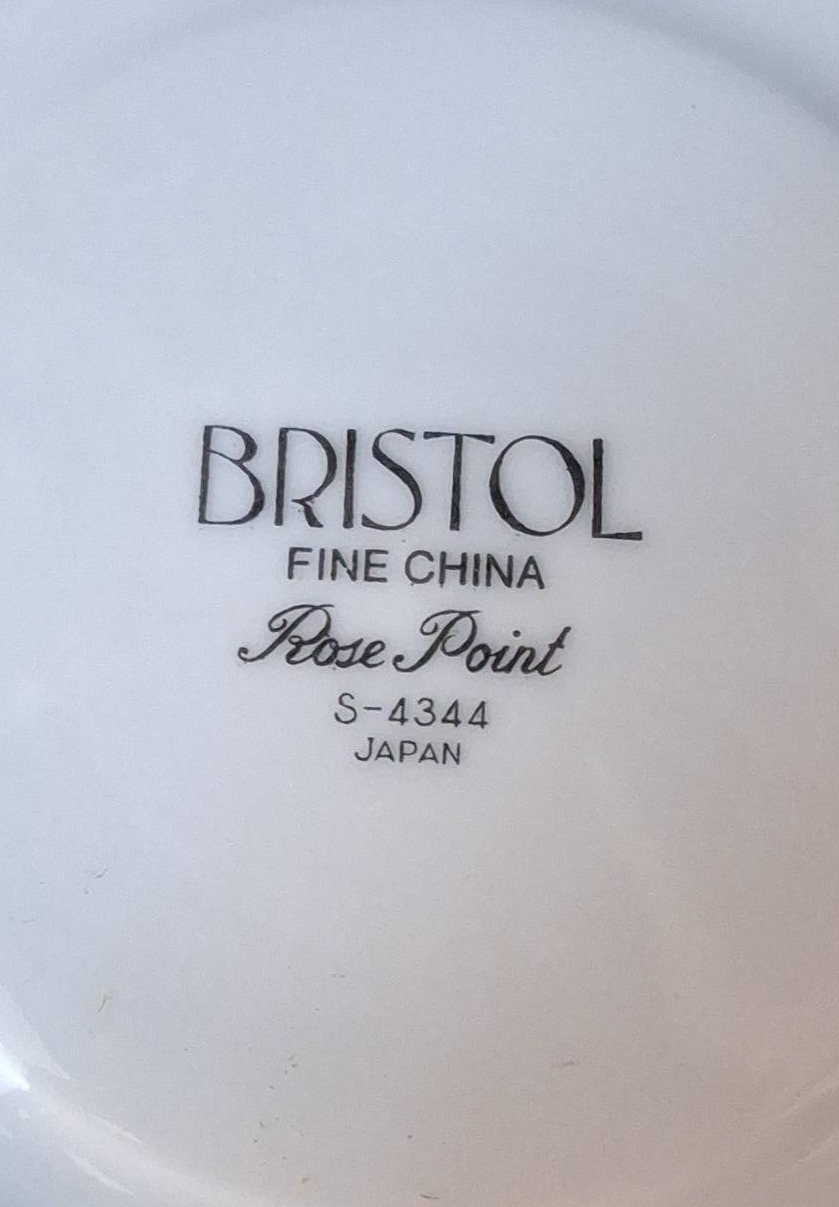 BRISTOL
FINE CHINA
Rose Point
S-4344
JAPAN